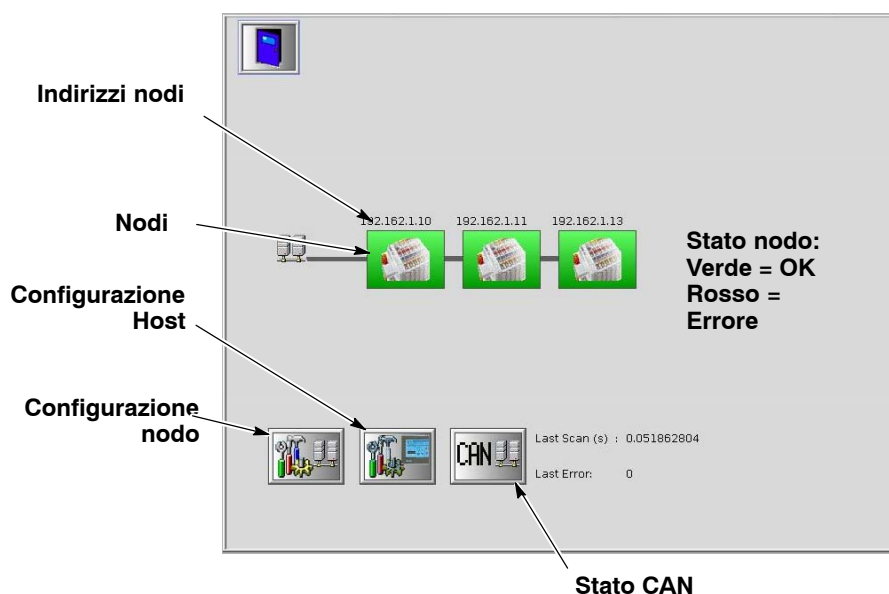 Indirizzi nodi
192.162.1.10
192.162.1.11
192.162.1.13
Nodi
Stato nodo:
Verde = OK
Rosso =
Errore
Configurazione
Host
Configurazione
nodo
CAN
Last Scan (s) : 0.051862804
Last Error: 0
Stato CAN